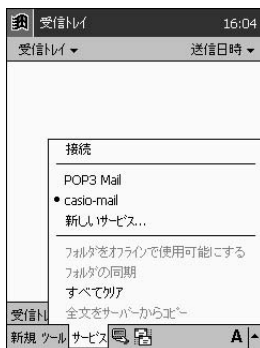 受信トレイ 16:04
受信トレイ 送信日時
接続
POP3 Mail
casio-mail
新しいサービス...
フォルダをオフラインで使用可能にする
フォルダの同期
すべてクリア
全文をサーバーからコピー
受信トレ
新規 ツール サービス A